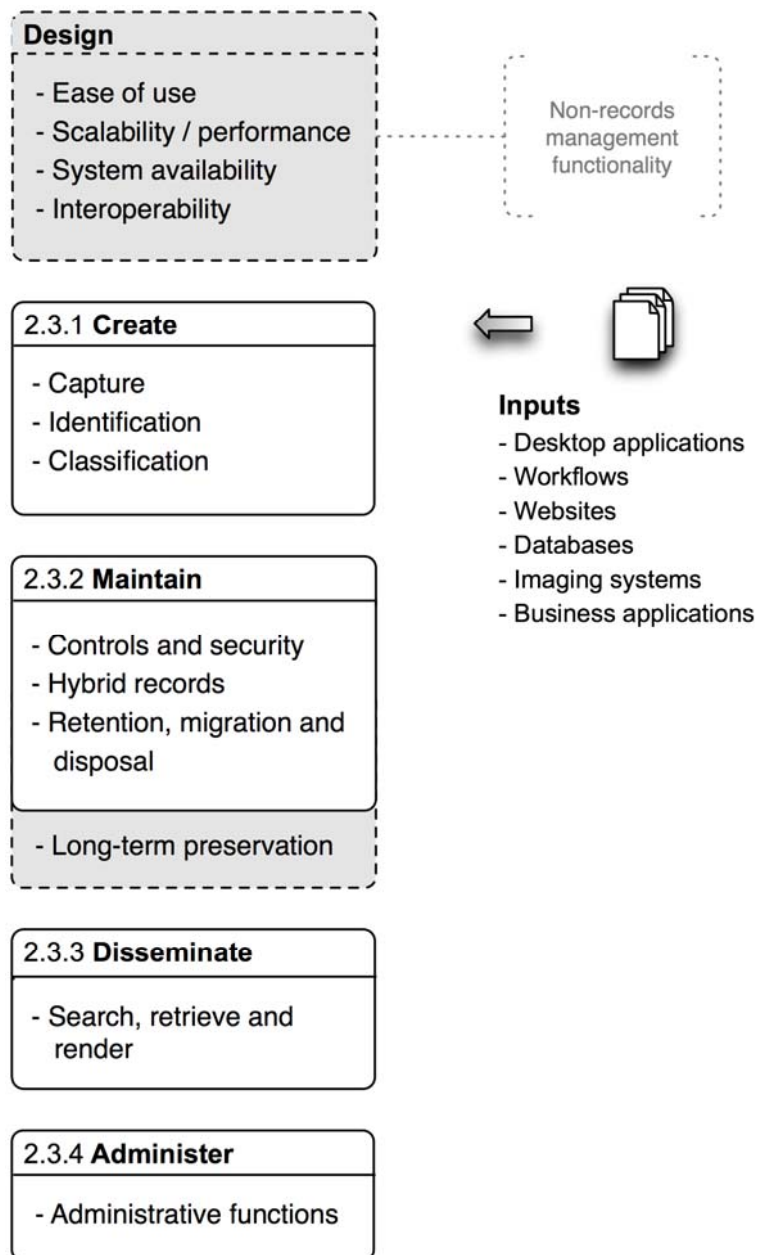 Design
- Ease of use
- Scalability / performance
- System availability
- Interoperability
Non-records
management
functionality
2.3.1 Create
- Capture
- Identification
- Classification
Inputs
- Desktop applications
- Workflows
- Websites
- Databases
- Imaging systems
- Business applications
2.3.2 Maintain
- Controls and security
- Hybrid records
- Retention, migration and
disposal
- Long-term preservation
2.3.3 Disseminate
- Search, retrieve and
render
2.3.4 Administer
- Administrative functions